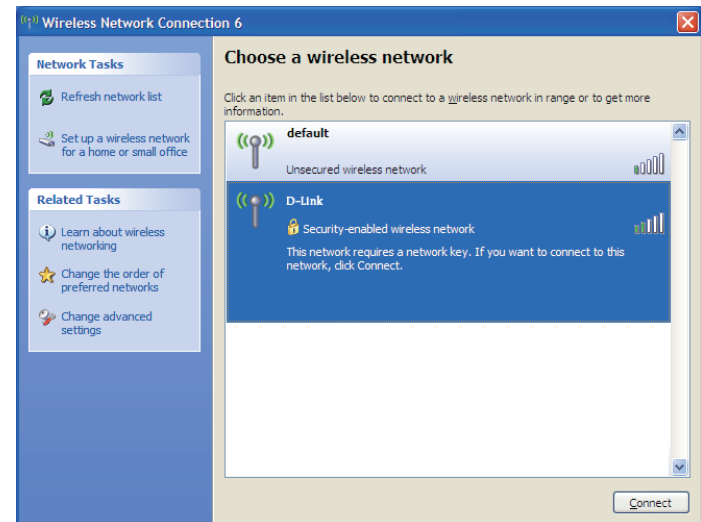 Wireless Network Connection 6
Network Tasks
Refresh network list
Set up a wireless network
for a home or small office
Related Tasks
Learn about wireless
networking
Change the order of
preferred networks
Change advanced
settings
Choose a wireless network
Click an item in the list below to connect to a wireless network in range or to get more
information.
default
Unsecured wireless network
D-Link
Security-enabled wireless network
This network requires a network key. If you want to connect to this
network, click Connect.
Connect